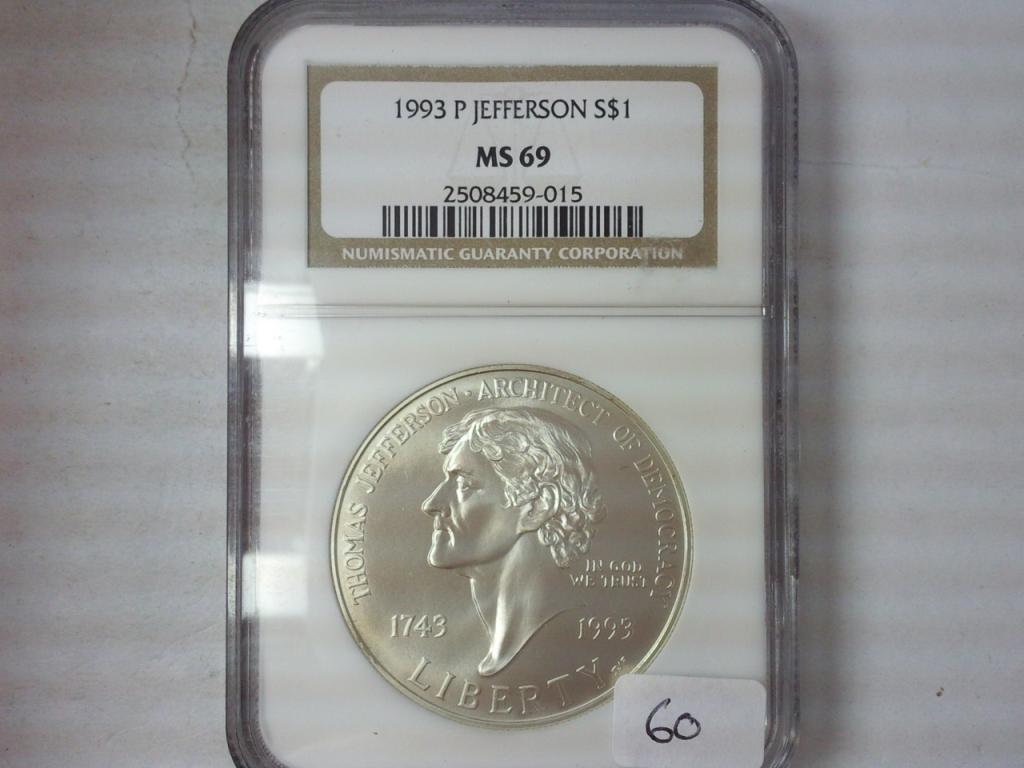 1993 P JEFFERSON S$1
MS 69
2508459-015
NUMISMATIC GUARANTY CORPORATION
THOMAS JEFFERSON · ARCHITECT OF DEMOCRACY
IN GOD
WE TRUST
1743 1993
LIBERTY
60